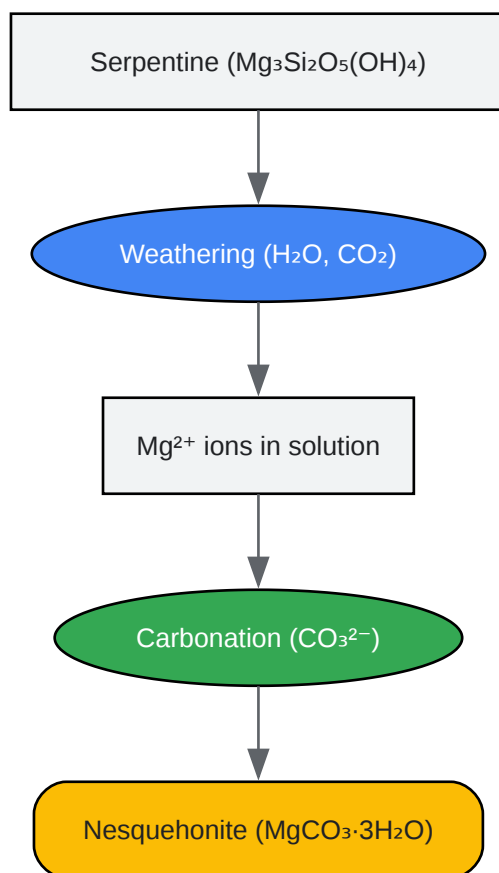 Serpentine (Mg₃Si₂O₅(OH)₄)
Weathering (H₂O, CO₂)
Mg²⁺ ions in solution
Carbonation (CO₃²⁻)
Nesquehonite (MgCO₃·3H₂O)